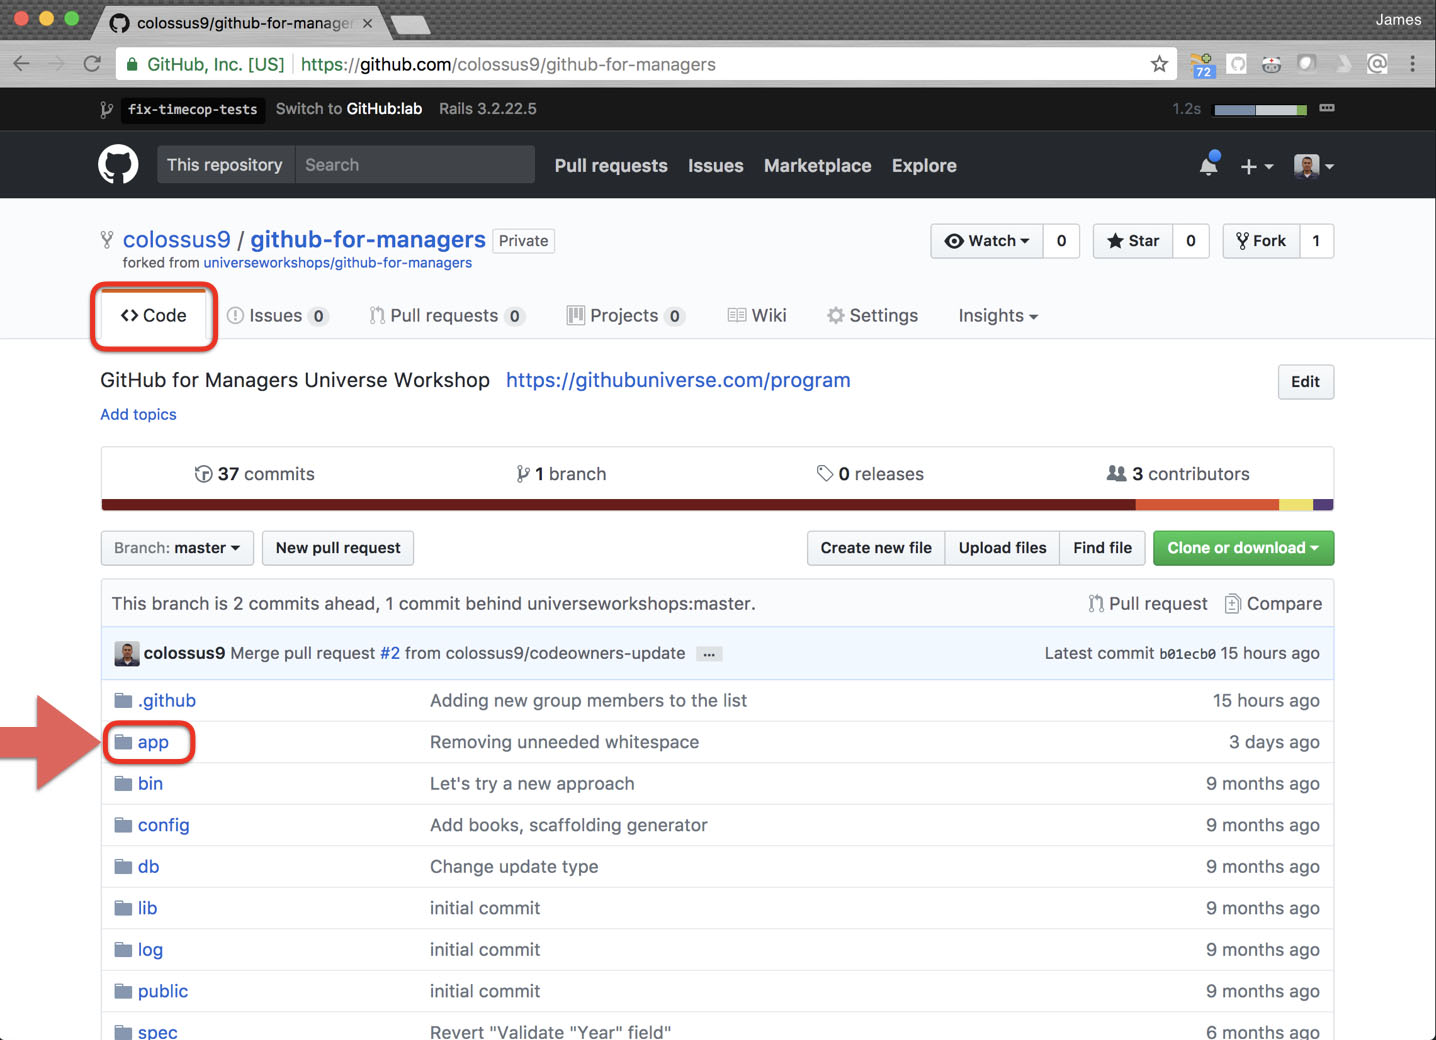 James
colossus9/github-for-manager
GitHub, Inc. [US] https://github.com/colossus9/github-for-managers
72
fix-timecop-tests Switch to GitHub:lab Rails 3.2.22.5 1.2s
This repository Search Pull requests Issues Marketplace Explore
colossus9 / github-for-managers Private Watch 0 Star 0 Fork 1
forked from universeworkshops/github-for-managers
<> Code Issues 0 Pull requests 0 Projects 0 Wiki Settings Insights
GitHub for Managers Universe Workshop https://githubuniverse.com/program Edit
Add topics
37 commits 1 branch 0 releases 3 contributors
Branch: master New pull request Create new file Upload files Find file Clone or download
This branch is 2 commits ahead, 1 commit behind universeworkshops:master. Pull request Compare
colossus9 Merge pull request #2 from colossus9/codeowners-update ... Latest commit b01ecb0 15 hours ago
.github Adding new group members to the list 15 hours ago
app Removing unneeded whitespace 3 days ago
bin Let's try a new approach 9 months ago
config Add books, scaffolding generator 9 months ago
db Change update type 9 months ago
lib initial commit 9 months ago
log initial commit 9 months ago
public initial commit 9 months ago
spec Revert "Validate "Year" field" 6 months ago